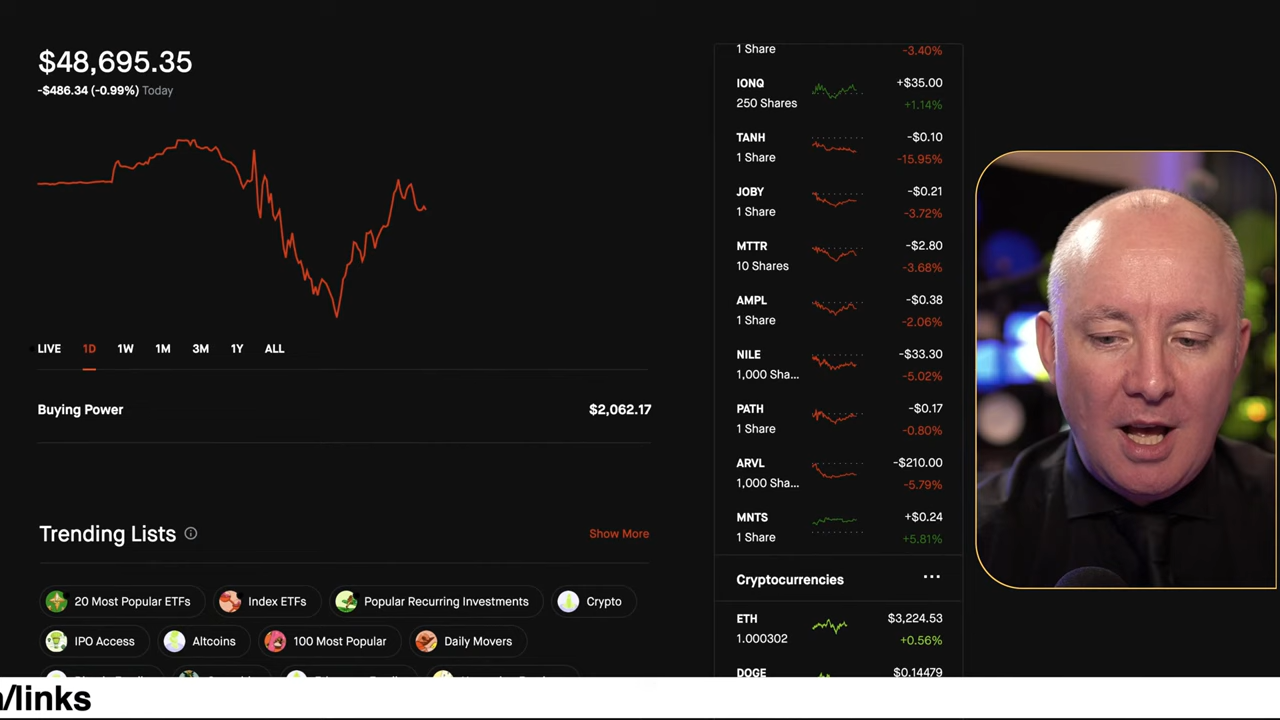 $48,695.35
-$486.34 (-0.99%) Today
LIVE 1D 1W 1M 3M 1Y ALL
Buying Power $2,062.17
Trending Lists Show More
20 Most Popular ETFs Index ETFs Popular Recurring Investments Crypto
IPO Access Altcoins 100 Most Popular Daily Movers
1 Share -3.40%
IONQ +$35.00
250 Shares +1.14%
TANH -$0.10
1 Share -15.95%
JOBY -$0.21
1 Share -3.72%
MTTR -$2.80
10 Shares -3.68%
AMPL -$0.38
1 Share -2.06%
NILE -$33.30
1,000 Sha... -5.02%
PATH -$0.17
1 Share -0.80%
ARVL -$210.00
1,000 Sha... -5.79%
MNTS +$0.24
1 Share +5.81%
Cryptocurrencies ...
ETH $3,224.53
1.000302 +0.56%
DOGE $0.14479
/links